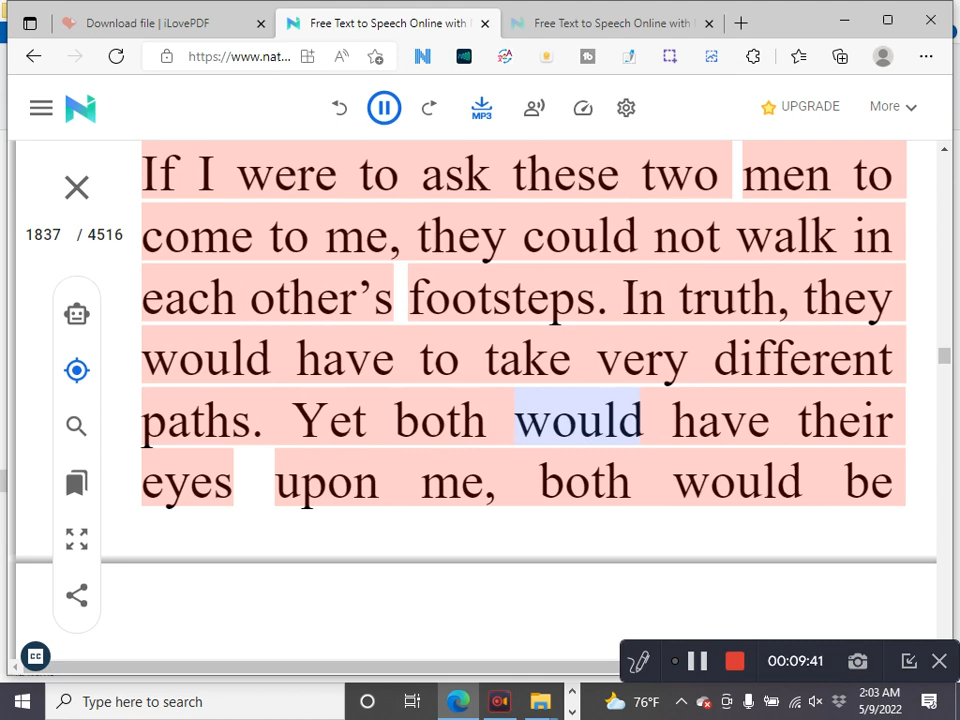 Download file | iLovePDF
Free Text to Speech Online with
Free Text to Speech Online with
https://www.nat...
MP3
UPGRADE
More
1837 / 4516
If I were to ask these two men to
come to me, they could not walk in
each other’s footsteps. In truth, they
would have to take very different
paths. Yet both would have their
eyes upon me, both would be
CC
00:09:41
Type here to search
76°F
2:03 AM
5/9/2022